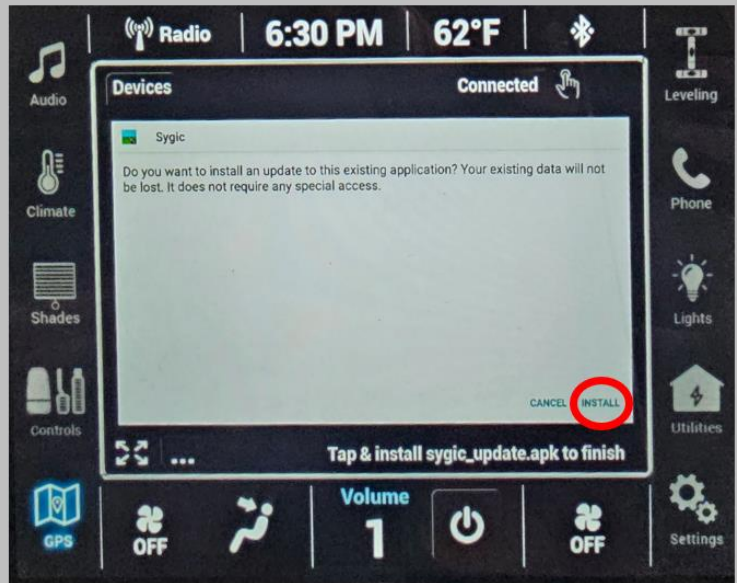 Radio
6:30 PM
62°F
Audio
Devices
Connected
Leveling
Sygic
Do you want to install an update to this existing application? Your existing data will not
be lost. It does not require any special access.
Climate
Phone
Shades
Lights
CANCEL INSTALL
Controls
Utilities
... Tap & install sygic_update.apk to finish
GPS
OFF
Volume
1
OFF
Settings